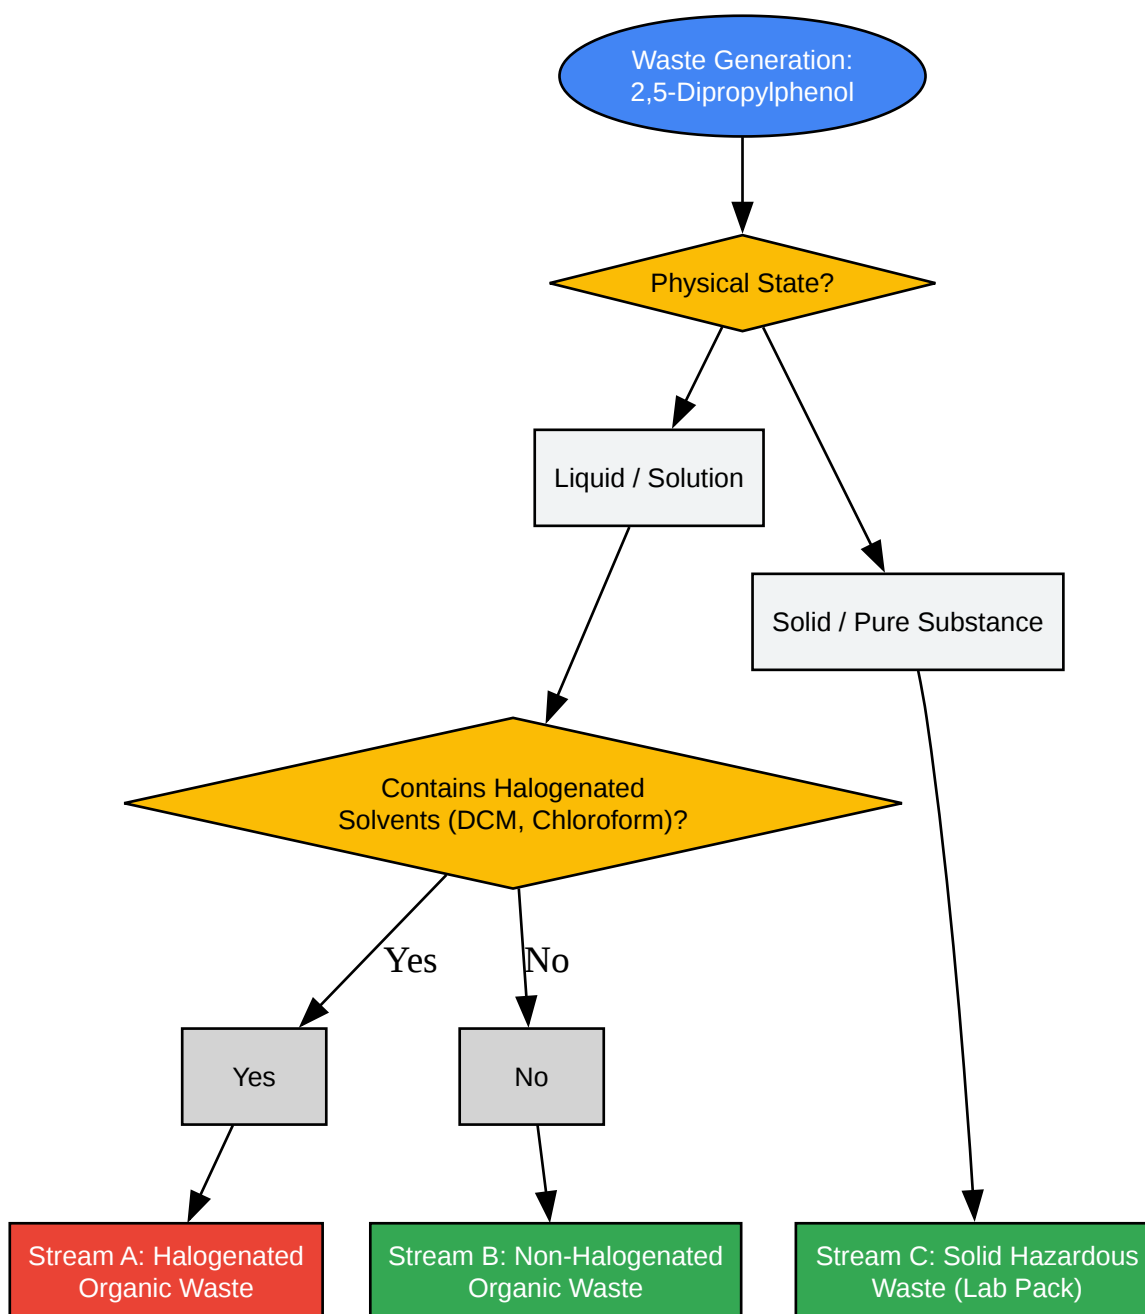 Waste Generation:
2,5-Dipropylphenol
Physical State?
Liquid / Solution
Solid / Pure Substance
Contains Halogenated
Solvents (DCM, Chloroform)?
Yes
No
Yes
No
Stream A: Halogenated
Organic Waste
Stream B: Non-Halogenated
Organic Waste
Stream C: Solid Hazardous
Waste (Lab Pack)